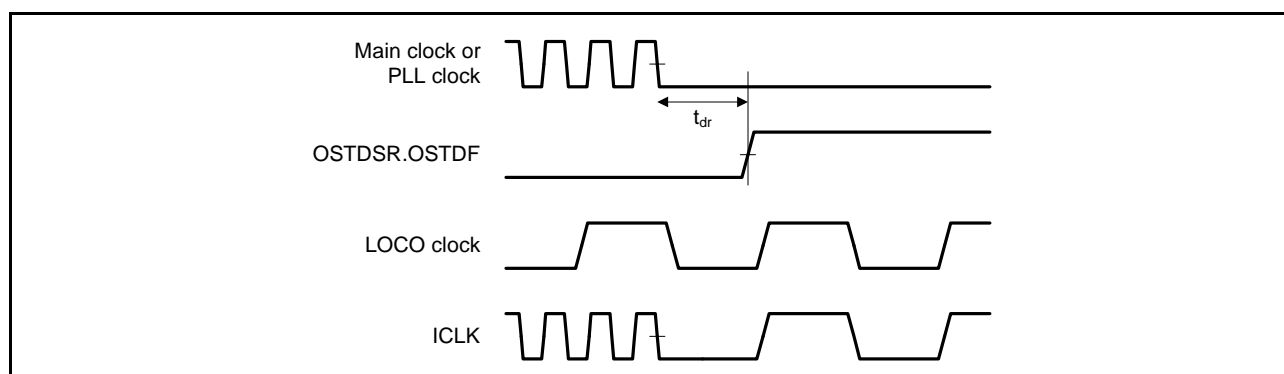 Main clock or
PLL clock
tdr
OSTDSR.OSTDF
LOCO clock
ICLK